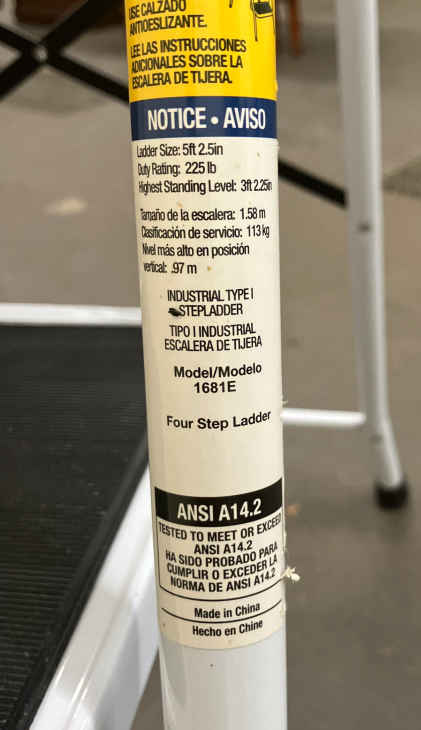 USE CALZADO
ANTIOESLIZANTE.
LEE LAS INSTRUCCIONES
ADICIONALES SOBRE LA
ESCALERA DE TIJERA.
NOTICE • AVISO
Ladder Size: 5ft 2.5in
Duty Rating: 225 lb
Highest Standing Level: 3ft 2.25in
Tamaño de la escalera: 1.58 m
Clasificación de servicio: 113 kg
Nivel más alto en posición
vertical: .97 m
INDUSTRIAL TYPE I
STEPLADDER
TIPO I INDUSTRIAL
ESCALERA DE TIJERA
Model/Modelo
1681E
Four Step Ladder
ANSI A14.2
TESTED TO MEET OR EXCEED
ANSI A14.2
HA SIDO PROBADO PARA
CUMPLIR O EXCEDER LA
NORMA DE ANSI A14.2
Made in China
Hecho en Chine